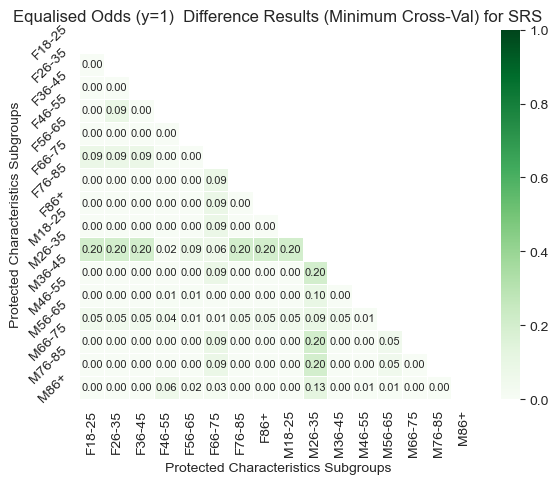 Equalised Odds (y=1) Difference Results (Minimum Cross-Val) for SRS
Protected Characteristics Subgroups
F18-25
F26-35 0.00
F36-45 0.00 0.00
F46-55 0.00 0.09 0.00
F56-65 0.00 0.00 0.00 0.00
F66-75 0.09 0.09 0.09 0.00 0.00
F76-85 0.00 0.00 0.00 0.00 0.00 0.09
F86+ 0.00 0.00 0.00 0.00 0.00 0.09 0.00
M18-25 0.00 0.00 0.00 0.00 0.00 0.09 0.00 0.00
M26-35 0.20 0.20 0.20 0.02 0.09 0.06 0.20 0.20 0.20
M36-45 0.00 0.00 0.00 0.00 0.00 0.09 0.00 0.00 0.00 0.20
M46-55 0.00 0.00 0.00 0.01 0.01 0.00 0.00 0.00 0.00 0.10 0.00
M56-65 0.05 0.05 0.05 0.04 0.01 0.01 0.05 0.05 0.05 0.09 0.05 0.01
M66-75 0.00 0.00 0.00 0.00 0.00 0.09 0.00 0.00 0.00 0.20 0.00 0.00 0.05
M76-85 0.00 0.00 0.00 0.00 0.00 0.09 0.00 0.00 0.00 0.20 0.00 0.00 0.05 0.00
M86+ 0.00 0.00 0.00 0.06 0.02 0.03 0.00 0.00 0.00 0.13 0.00 0.01 0.01 0.00 0.00
F18-25 F26-35 F36-45 F46-55 F56-65 F66-75 F76-85 F86+ M18-25 M26-35 M36-45 M46-55 M56-65 M66-75 M76-85 M86+
Protected Characteristics Subgroups
1.0
0.8
0.6
0.4
0.2
0.0